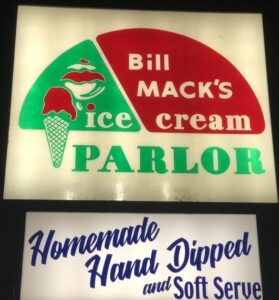 Bill
MACK'S
ice cream
PARLOR
Homemade
Hand Dipped
and Soft Serve